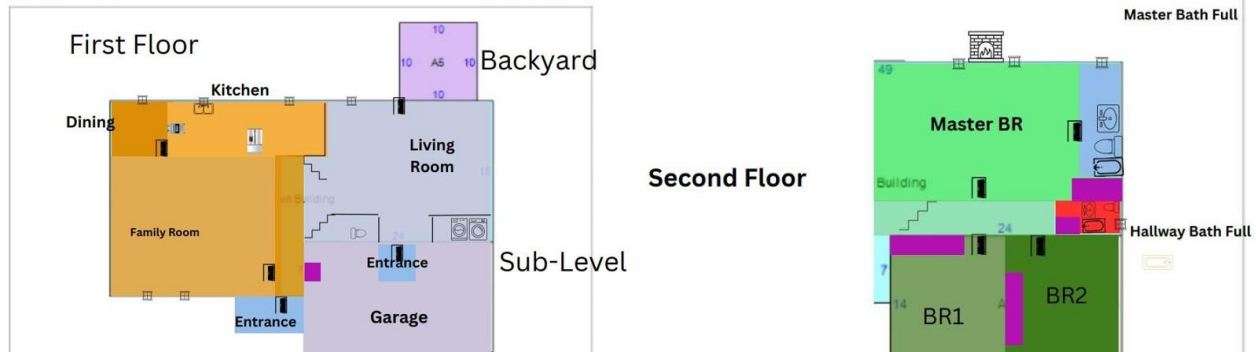 First Floor
10
10 A5 10
10
Backyard
Kitchen
Dining
Living
Room
Building
Family Room
24
Entrance
Sub-Level
Entrance
Garage
Second Floor
Master Bath Full
49
Master BR
Building
24
Hallway Bath Full
7
14
A
BR1
BR2